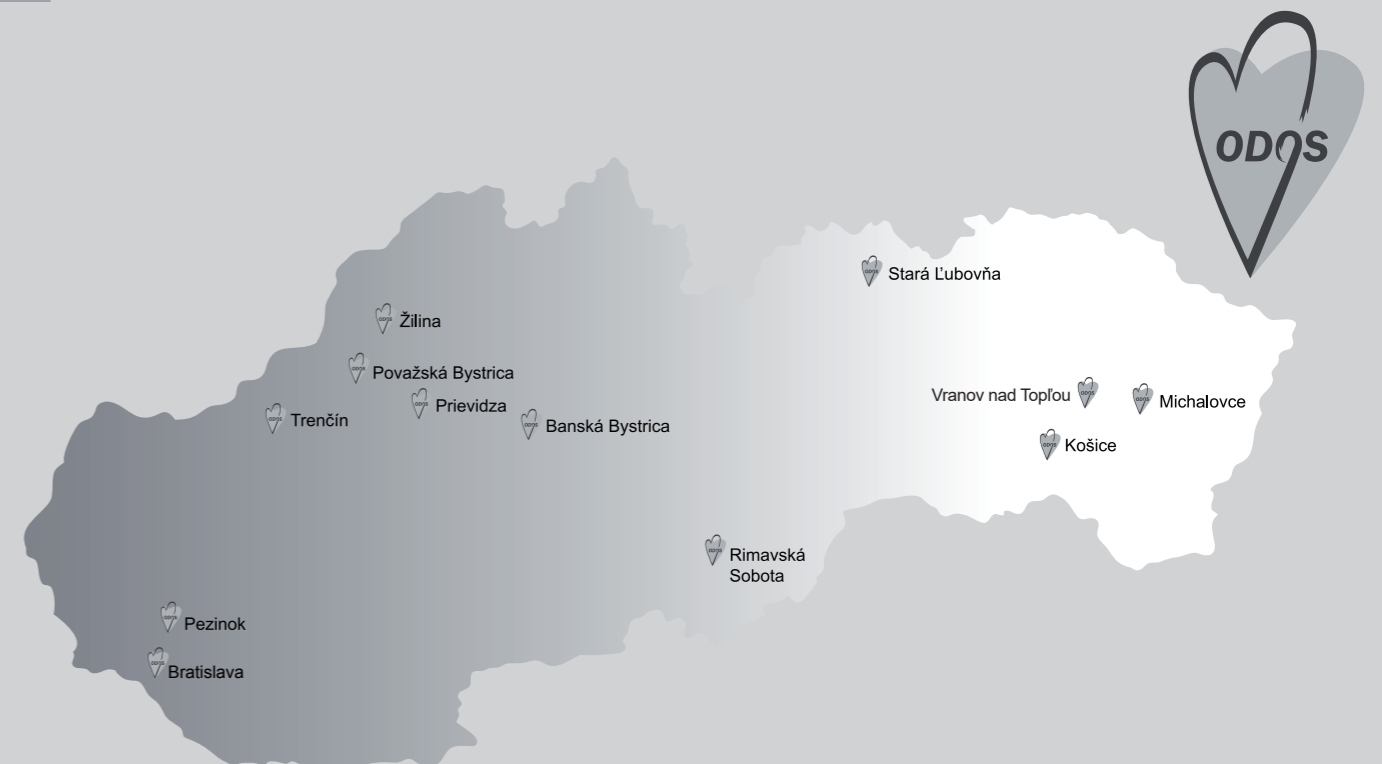 ODOS
Stará Ľubovňa
Žilina
Považská Bystrica
Prievidza
Trenčín
Banská Bystrica
Vranov nad Topľou
Michalovce
Košice
Rimavská
Sobota
Pezinok
Bratislava